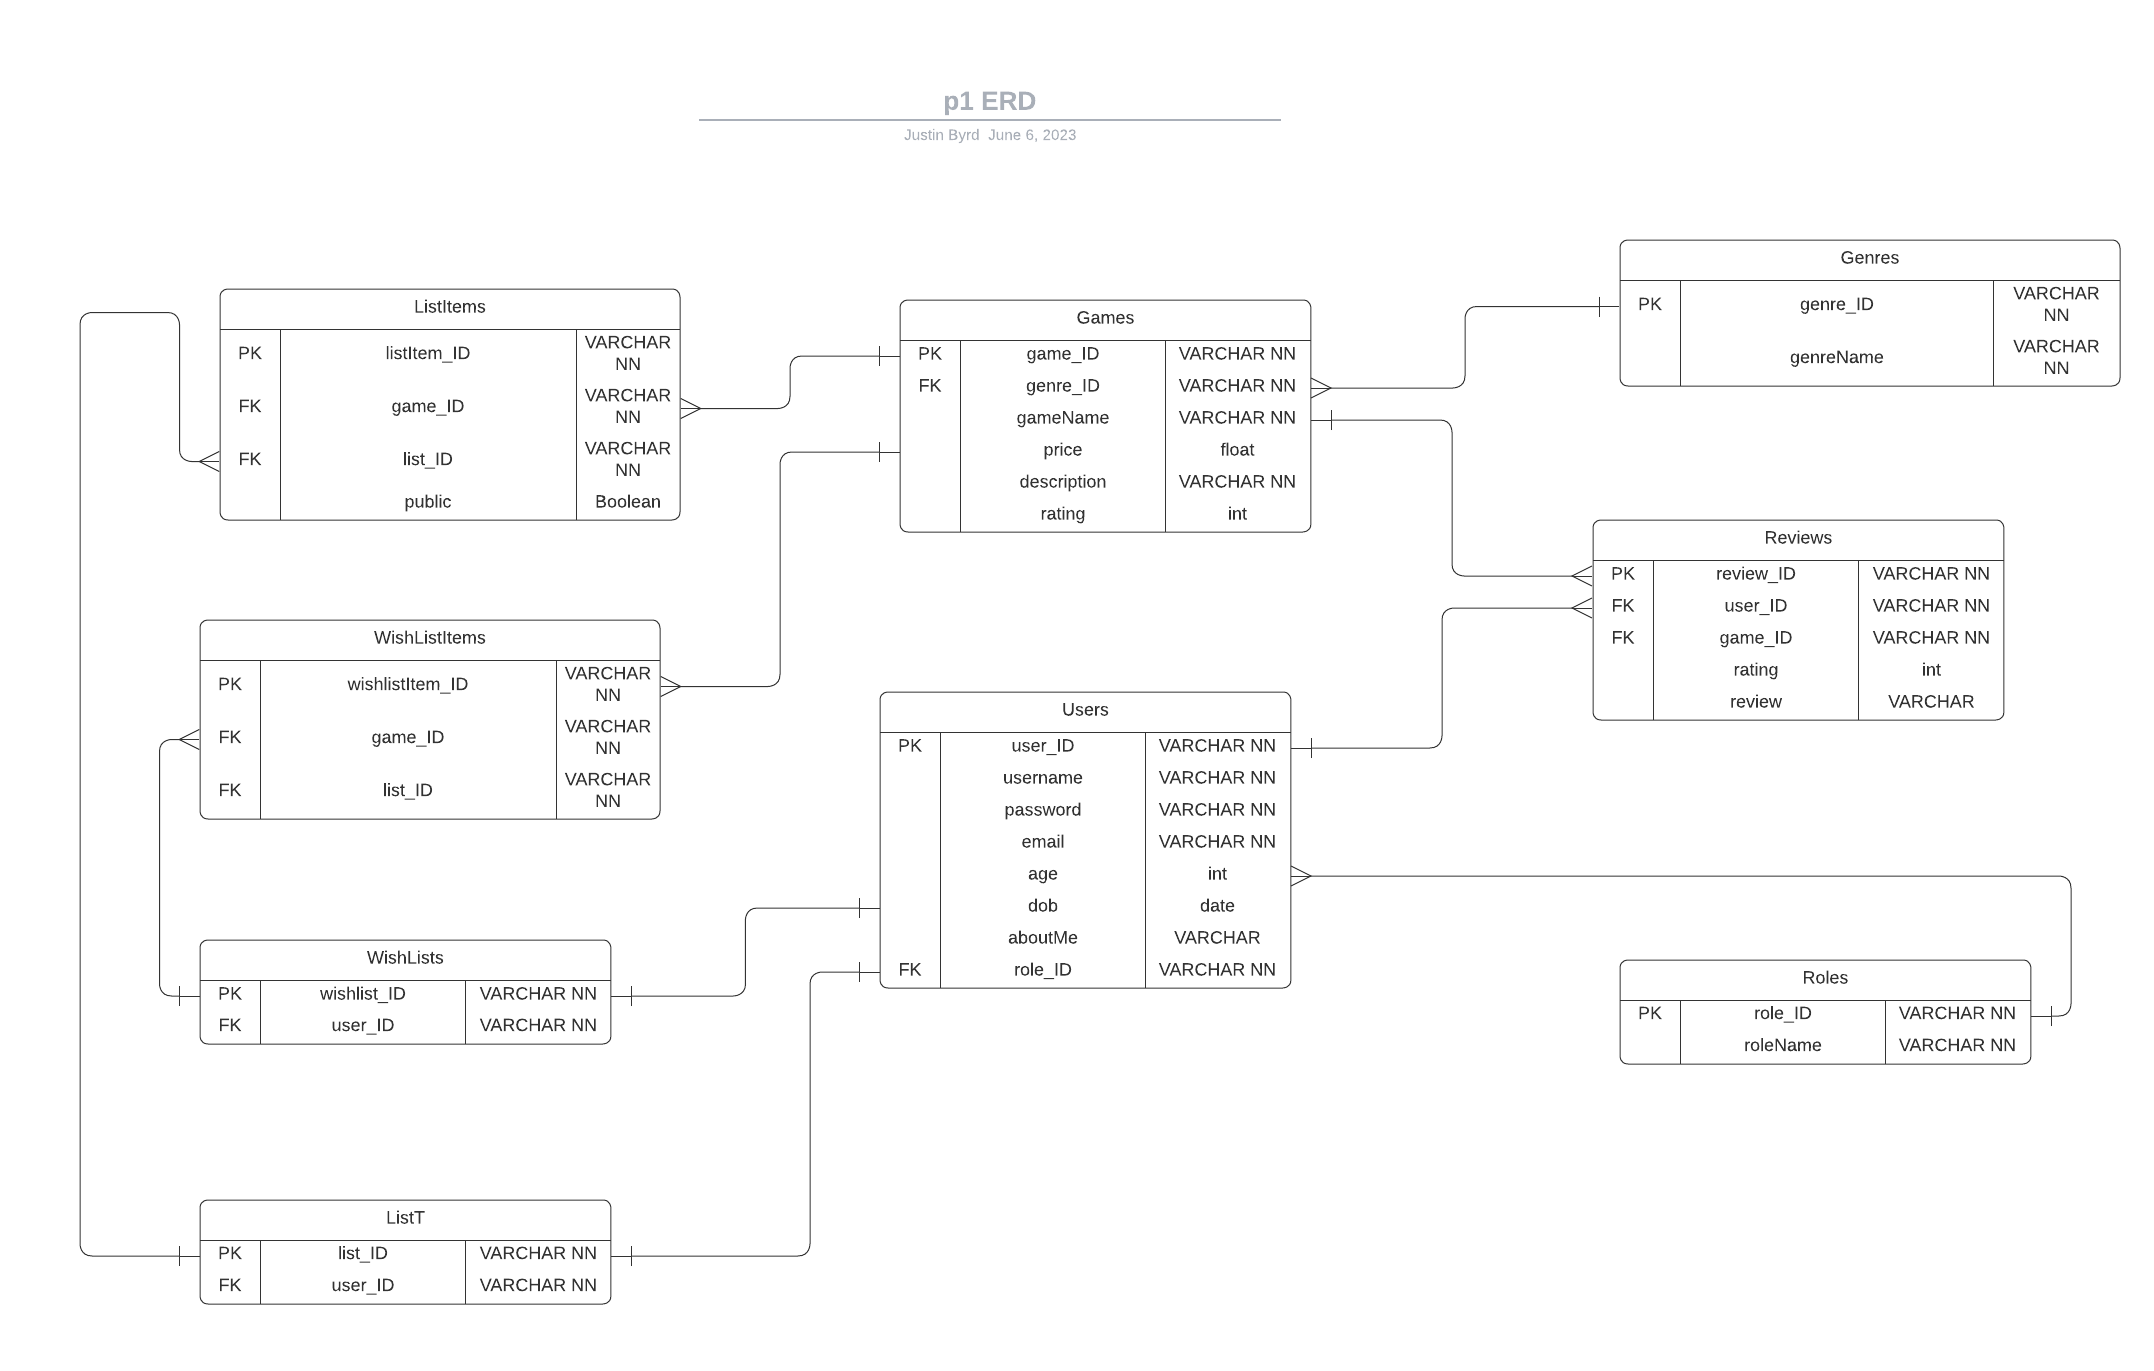 p1 ERD
Justin Byrd  June 6, 2023
ListItems
PK listItem_ID VARCHAR
NN
FK game_ID VARCHAR
NN
FK list_ID VARCHAR
NN
public Boolean
Games
PK game_ID VARCHAR NN
FK genre_ID VARCHAR NN
gameName VARCHAR NN
price float
description VARCHAR NN
rating int
Genres
PK genre_ID VARCHAR
NN
genreName VARCHAR
NN
Reviews
PK review_ID VARCHAR NN
FK user_ID VARCHAR NN
FK game_ID VARCHAR NN
rating int
review VARCHAR
WishListItems
PK wishlistItem_ID VARCHAR
NN
FK game_ID VARCHAR
NN
FK list_ID VARCHAR
NN
Users
PK user_ID VARCHAR NN
username VARCHAR NN
password VARCHAR NN
email VARCHAR NN
age int
dob date
aboutMe VARCHAR
FK role_ID VARCHAR NN
WishLists
PK wishlist_ID VARCHAR NN
FK user_ID VARCHAR NN
Roles
PK role_ID VARCHAR NN
roleName VARCHAR NN
ListT
PK list_ID VARCHAR NN
FK user_ID VARCHAR NN